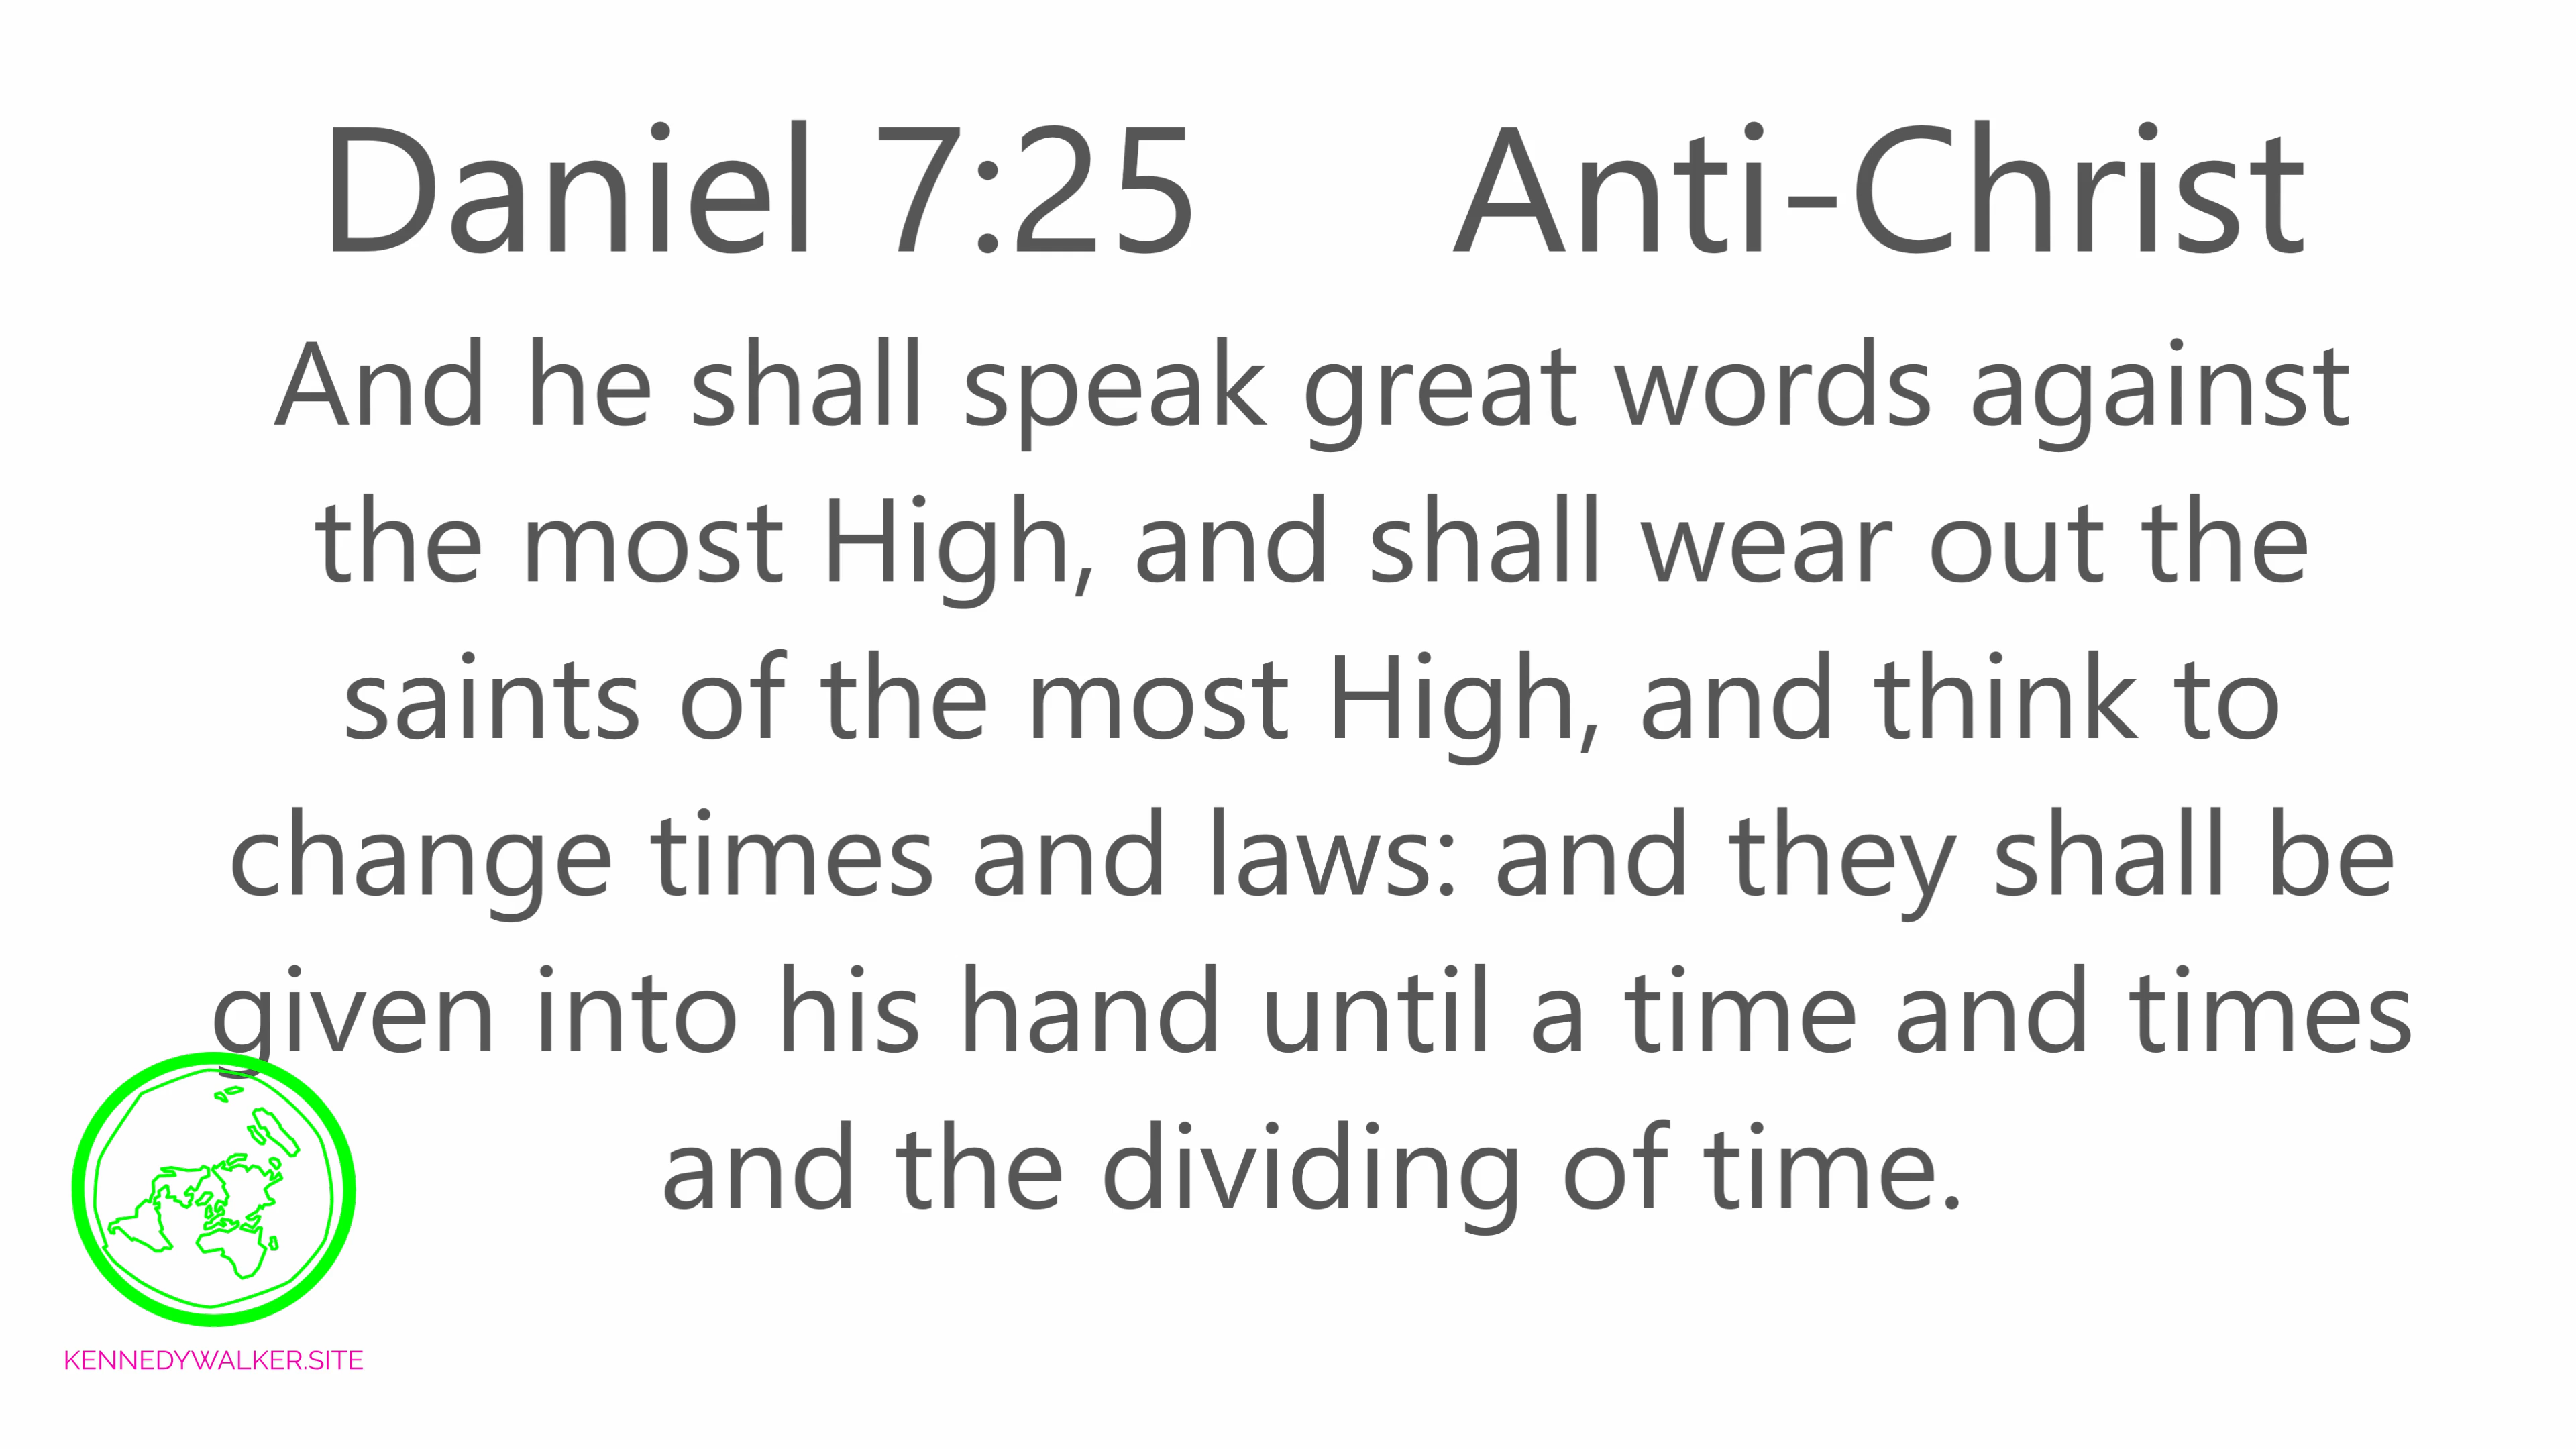 Daniel 7:25 Anti-Christ
And he shall speak great words against
the most High, and shall wear out the
saints of the most High, and think to
change times and laws: and they shall be
given into his hand until a time and times
and the dividing of time.
KENNEDYWALKER.SITE